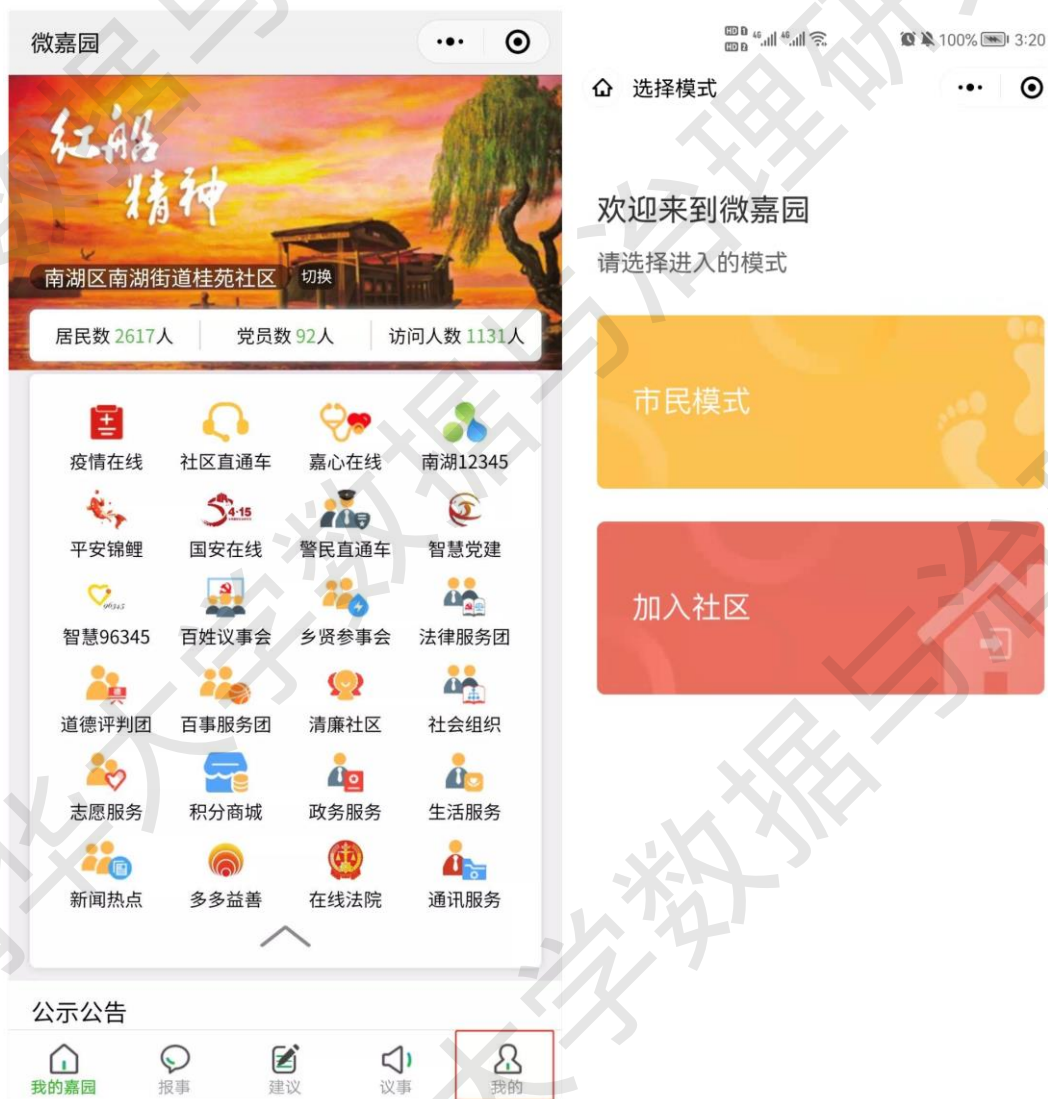 微嘉园
红船
精神
南湖区南湖街道桂苑社区 切换
居民数 2617人 党员数 92人 访问人数 1131人
疫情在线 社区直通车 嘉心在线 南湖12345
4·15
平安锦鲤 国安在线 警民直通车 智慧党建
96345
智慧96345 百姓议事会 乡贤参事会 法律服务团
道德评判团 百事服务团 清廉社区 社会组织
志愿服务 积分商城 政务服务 生活服务
新闻热点 多多益善 在线法院 通讯服务
公示公告
我的嘉园 报事 建议 议事 我的
HD 1 4G 4G 100% 3:20
HD 2
选择模式
欢迎来到微嘉园
请选择进入的模式
市民模式
加入社区